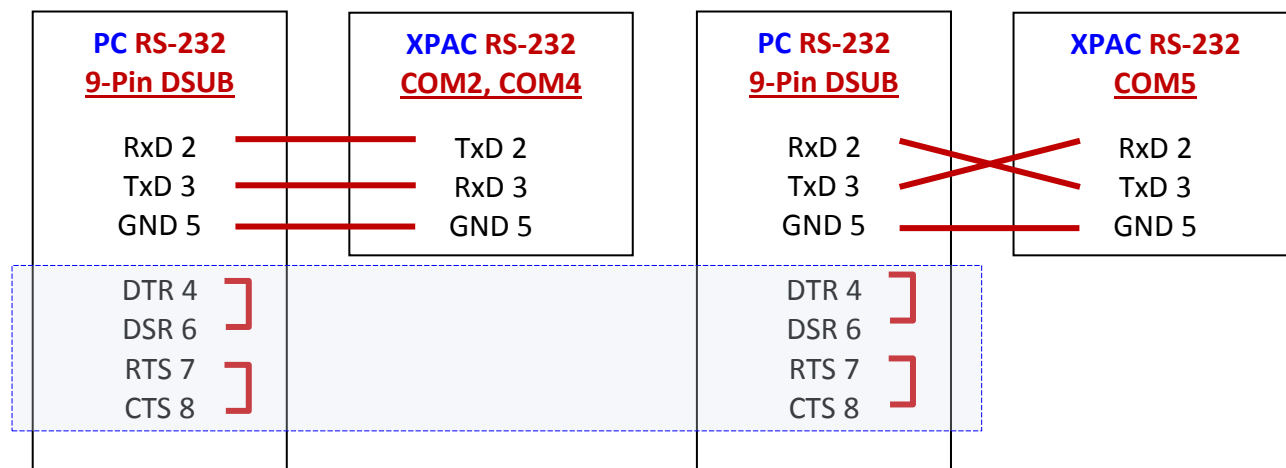 PC RS-232
9-Pin DSUB
RxD 2
TxD 3
GND 5
DTR 4
DSR 6
RTS 7
CTS 8
XPAC RS-232
COM2, COM4
TxD 2
RxD 3
GND 5
PC RS-232
9-Pin DSUB
RxD 2
TxD 3
GND 5
DTR 4
DSR 6
RTS 7
CTS 8
XPAC RS-232
COM5
RxD 2
TxD 3
GND 5